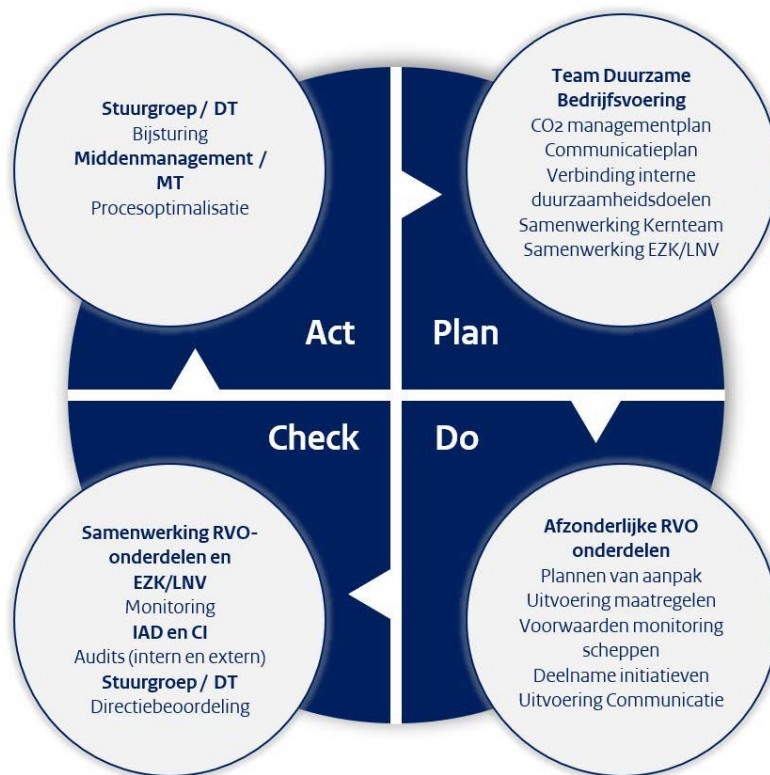 Stuurgroep / DT
Bijsturing
Middenmanagement /
MT
Procesoptimalisatie
Team Duurzame
Bedrijfsvoering
CO2 managementplan
Communicatieplan
Verbinding interne
duurzaamheidsdoelen
Samenwerking Kernteam
Samenwerking EZK/LNV
Act
Plan
Check
Do
Samenwerking RVO-
onderdelen en
EZK/LNV
Monitoring
IAD en CI
Audits (intern en extern)
Stuurgroep / DT
Directiebeoordeling
Afzonderlijke RVO
onderdelen
Plannen van aanpak
Uitvoering maatregelen
Voorwaarden monitoring
scheppen
Deelname initiatieven
Uitvoering Communicatie